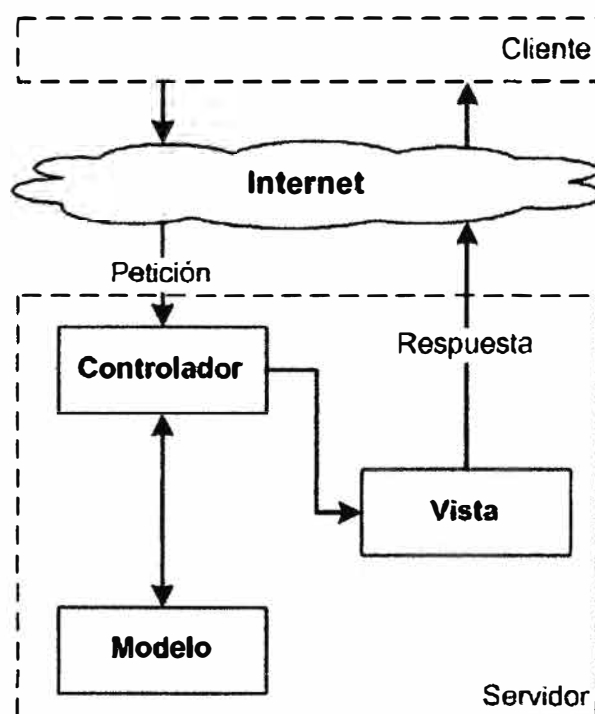 Cliente
Internet
Petición
Controlador
Respuesta
Vista
Modelo
Servidor